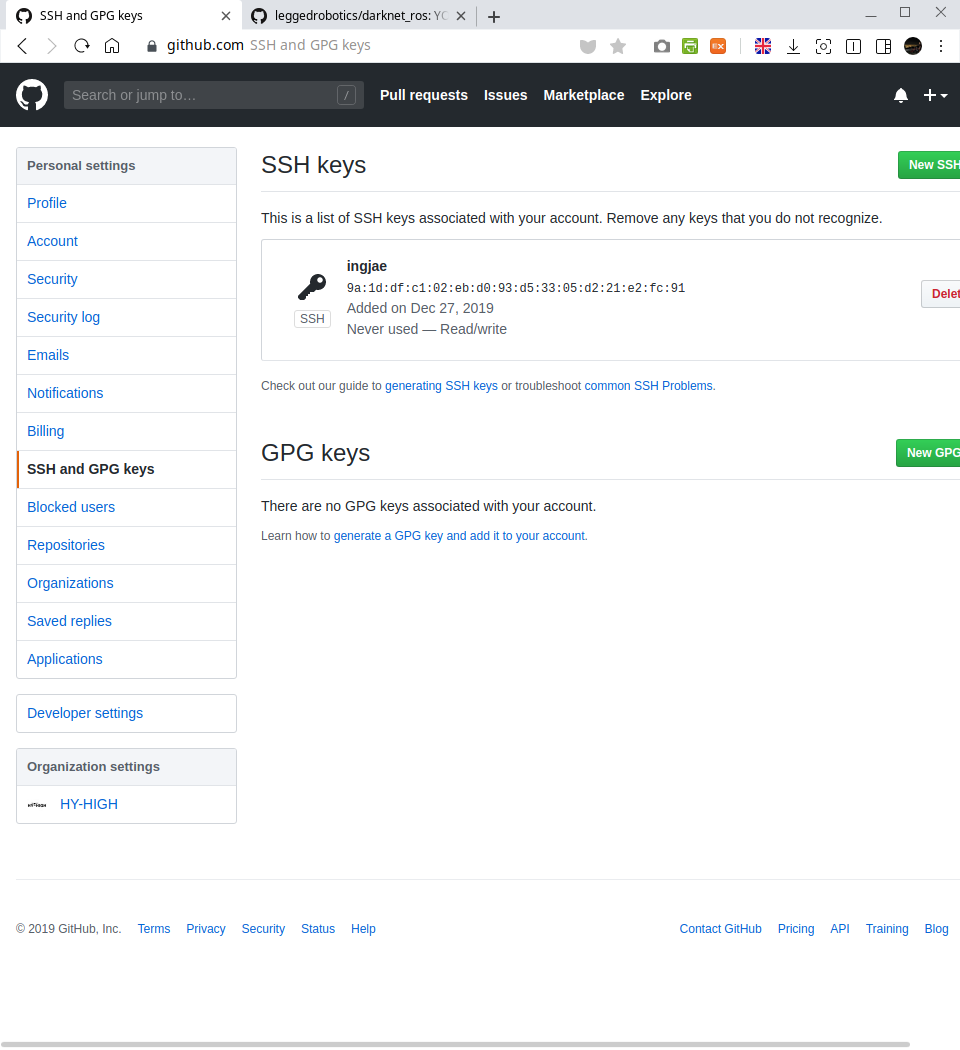 SSH and GPG keys
leggedrobotics/darknet_ros: YO
github.com SSH and GPG keys
Search or jump to…
/
Pull requests Issues Marketplace Explore
Personal settings
Profile
Account
Security
Security log
Emails
Notifications
Billing
SSH and GPG keys
Blocked users
Repositories
Organizations
Saved replies
Applications
Developer settings
Organization settings
HY-HIGH
SSH keys
New SSH
This is a list of SSH keys associated with your account. Remove any keys that you do not recognize.
SSH
ingjae
9a:1d:df:c1:02:eb:d0:93:d5:33:05:d2:21:e2:fc:91
Added on Dec 27, 2019
Never used — Read/write
Delet
Check out our guide to generating SSH keys or troubleshoot common SSH Problems.
GPG keys
New GPG
There are no GPG keys associated with your account.
Learn how to generate a GPG key and add it to your account.
© 2019 GitHub, Inc. Terms Privacy Security Status Help
Contact GitHub Pricing API Training Blog